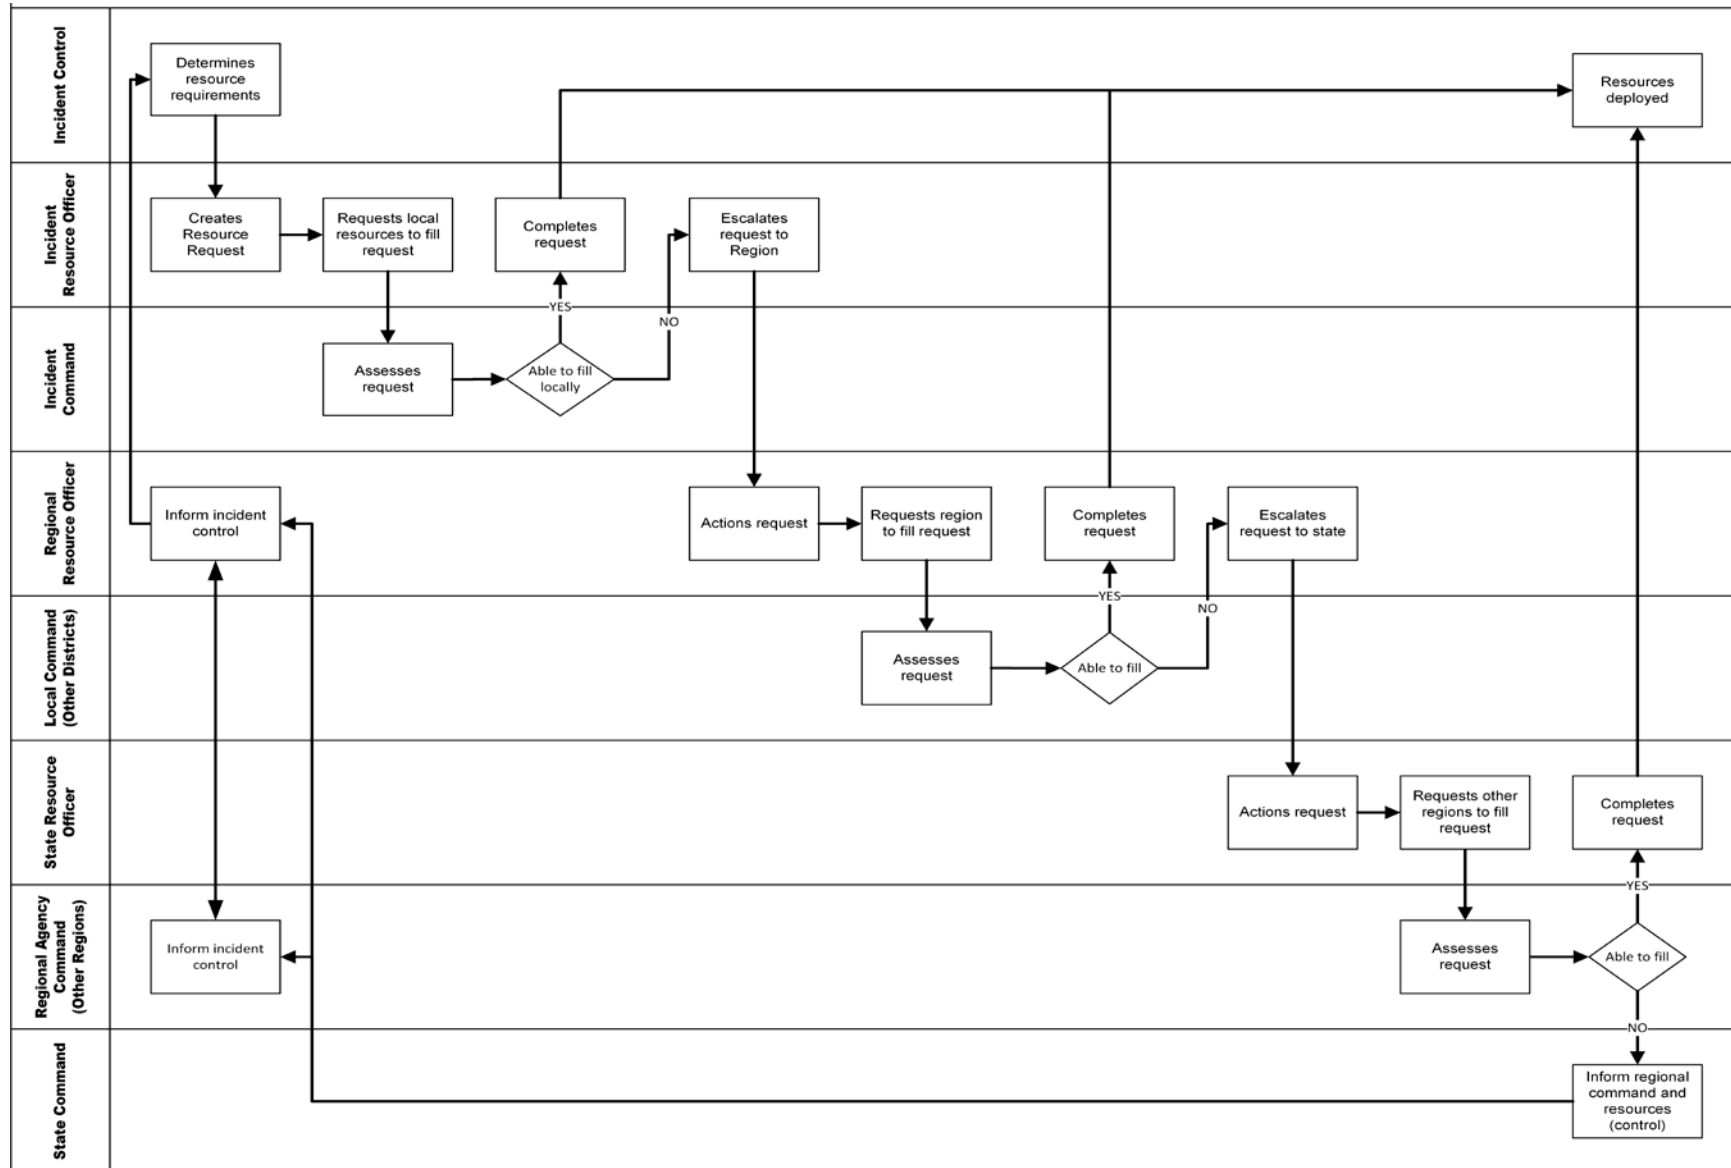 Incident Control
Determines
resource
requirements
Resources
deployed
Incident
Resource Officer
Creates
Resource
Request
Requests local
resources to fill
request
Completes
request
Escalates
request to
Region
YES
NO
Incident
Command
Assesses
request
Able to fill
locally
Regional
Resource Officer
Inform incident
control
Actions request
Requests region
to fill request
Completes
request
Escalates
request to state
YES
NO
Local Command
(Other Districts)
Assesses
request
Able to fill
State Resource
Officer
Actions request
Requests other
regions to fill
request
Completes
request
YES
Regional Agency
Command
(Other Regions)
Inform incident
control
Assesses
request
Able to fill
NO
State Command
Inform regional
command and
resources
(control)